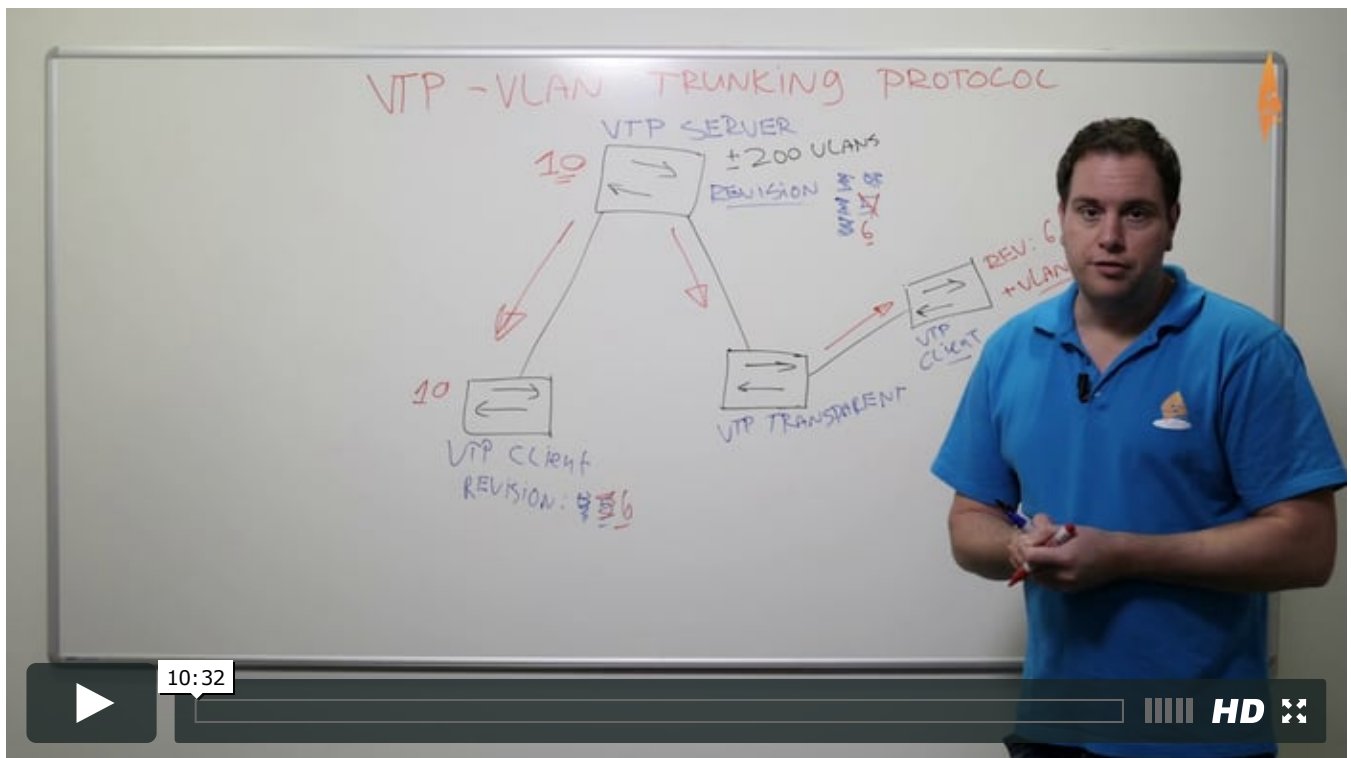 VTP - VLAN TRUNKING PROTOCOL
VTP SERVER
10
± 200 VLANS
REVISION
6
REV: 6
+ VLAN
VTP
CLIENT
10
VTP TRANSPARENT
VTP CLIENT
REVISION: 6
10:32
HD